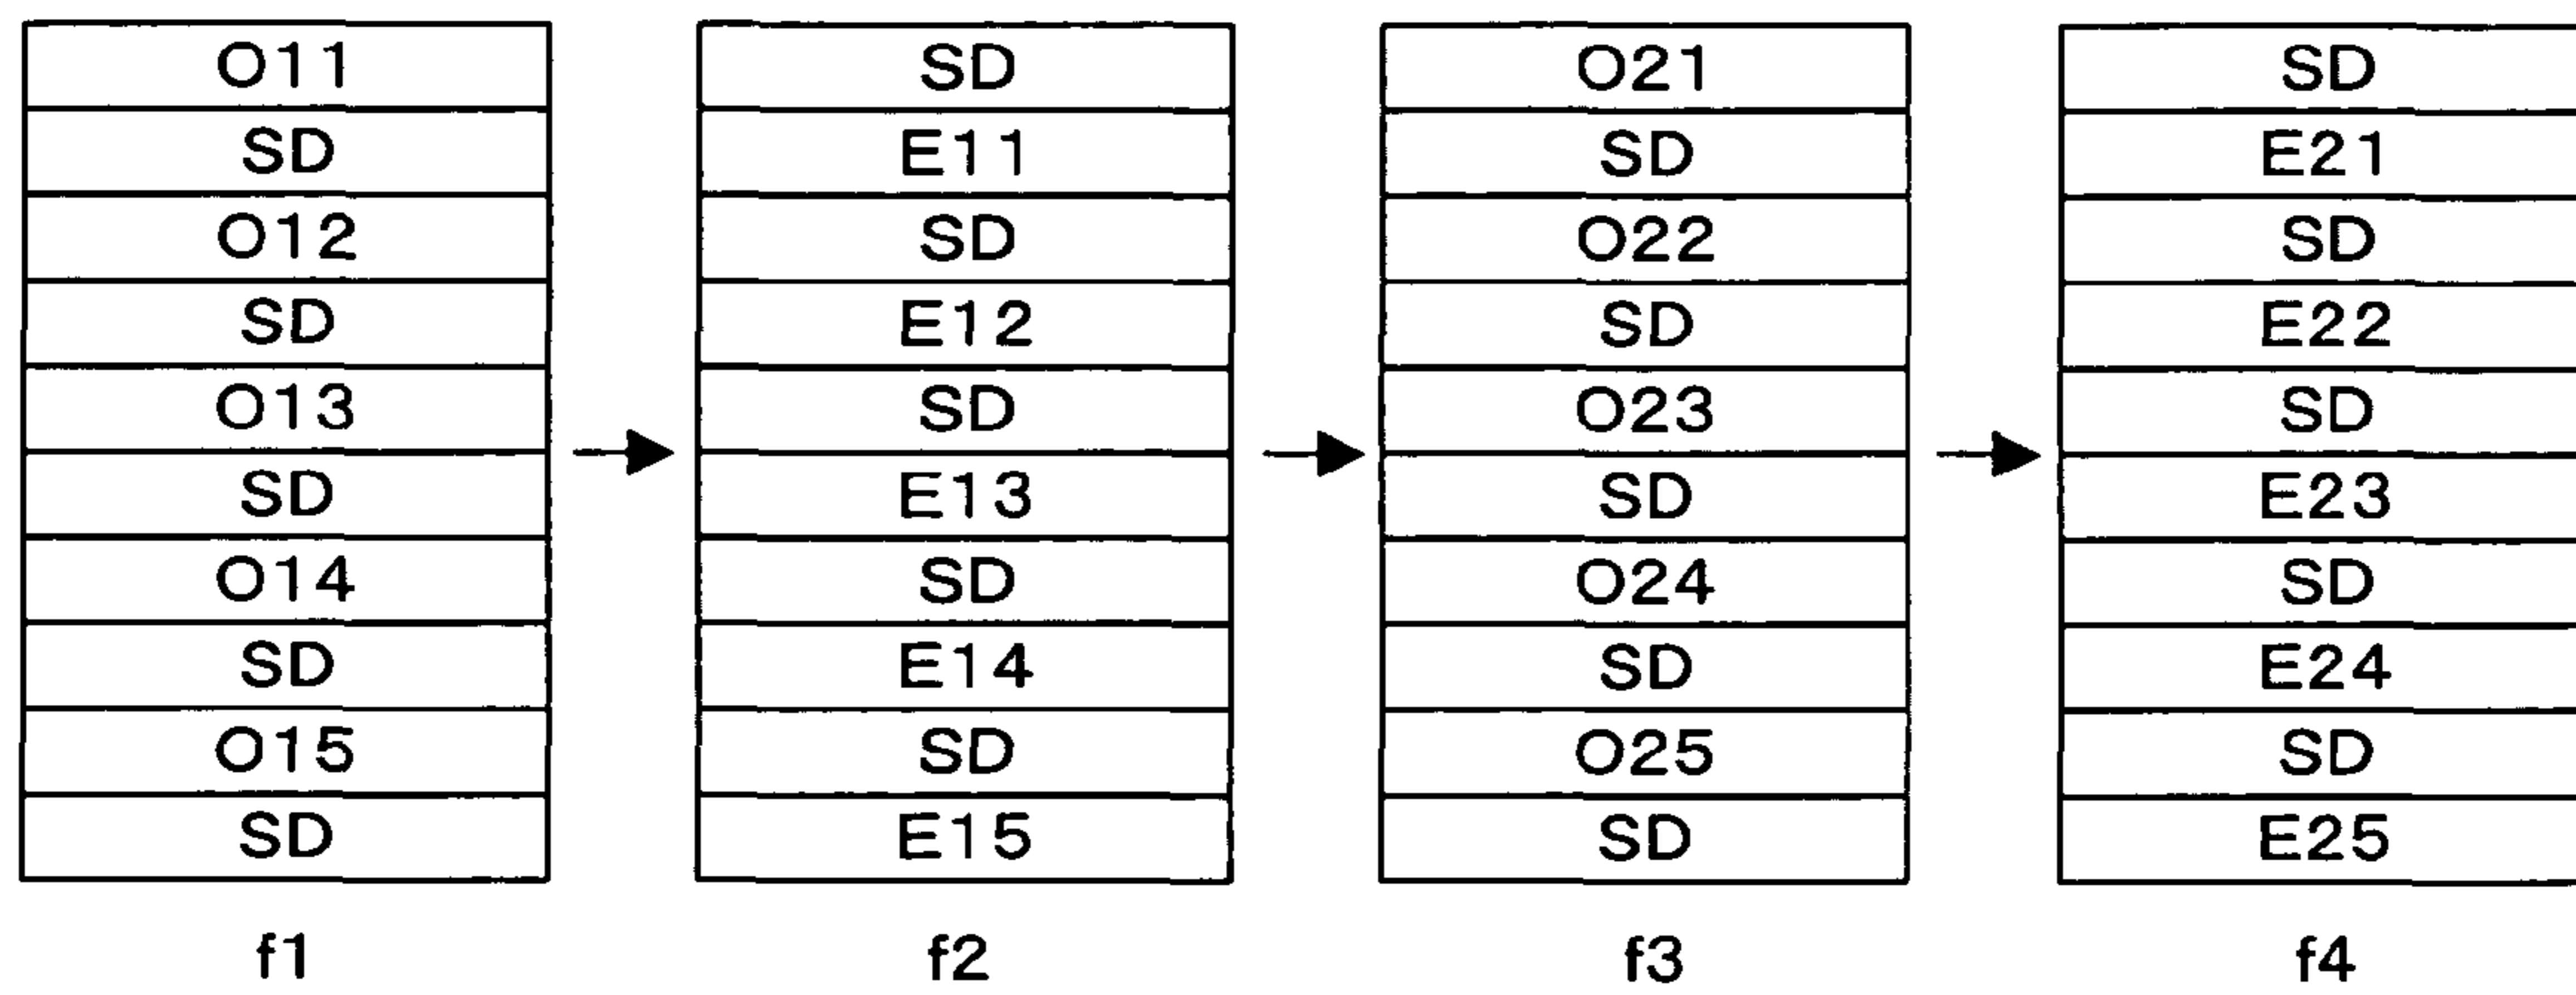 O11 SD O21 SD
SD E11 SD E21
O12 SD O22 SD
SD E12 SD E22
O13 SD O23 SD
SD E13 SD E23
O14 SD O24 SD
SD E14 SD E24
O15 SD O25 SD
SD E15 SD E25
f1 f2 f3 f4